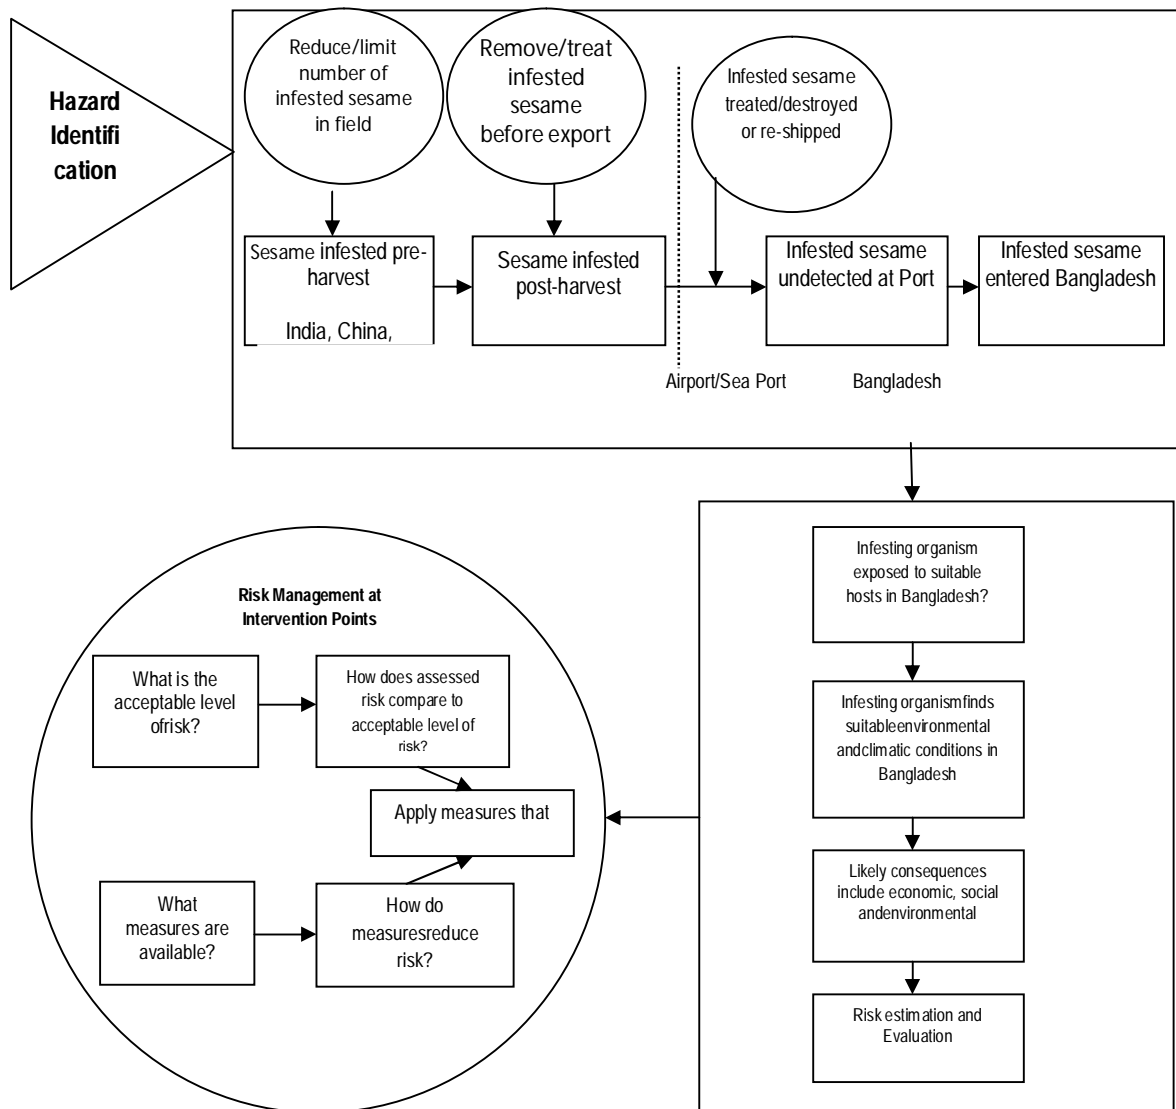 Hazard
Identifi
cation
Reduce/limit
number of
infested sesame
in field
Remove/treat
infested
sesame
before export
Infested sesame
treated/destroyed
or re-shipped
Sesame infested pre-
harvest
India, China,
Sesame infested
post-harvest
Infested sesame
undetected at Port
Infested sesame
entered Bangladesh
Airport/Sea Port
Bangladesh
Infesting organism
exposed to suitable
hosts in Bangladesh?
Infesting organismfinds
suitableenvironmental
andclimatic conditions in
Bangladesh
Likely consequences
include economic, social
andenvironmental
Risk estimation and
Evaluation
Risk Management at
Intervention Points
What is the
acceptable level
ofrisk?
How does assessed
risk compare to
acceptable level of
risk?
Apply measures that
What
measures are
available?
How do
measuresreduce
risk?